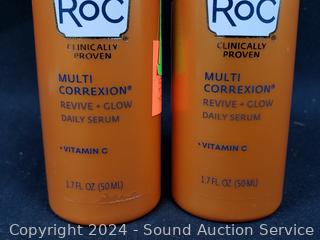 RoC
CLINICALLY
PROVEN
MULTI
CORREXION®
REVIVE + GLOW
DAILY SERUM
• VITAMIN C
1.7 FL OZ (50 ML)
RoC
CLINICALLY
PROVEN
MULTI
CORREXION®
REVIVE + GLOW
DAILY SERUM
• VITAMIN C
1.7 FL. OZ (50 ML)
Copyright © 2024 - Sound Auction Service